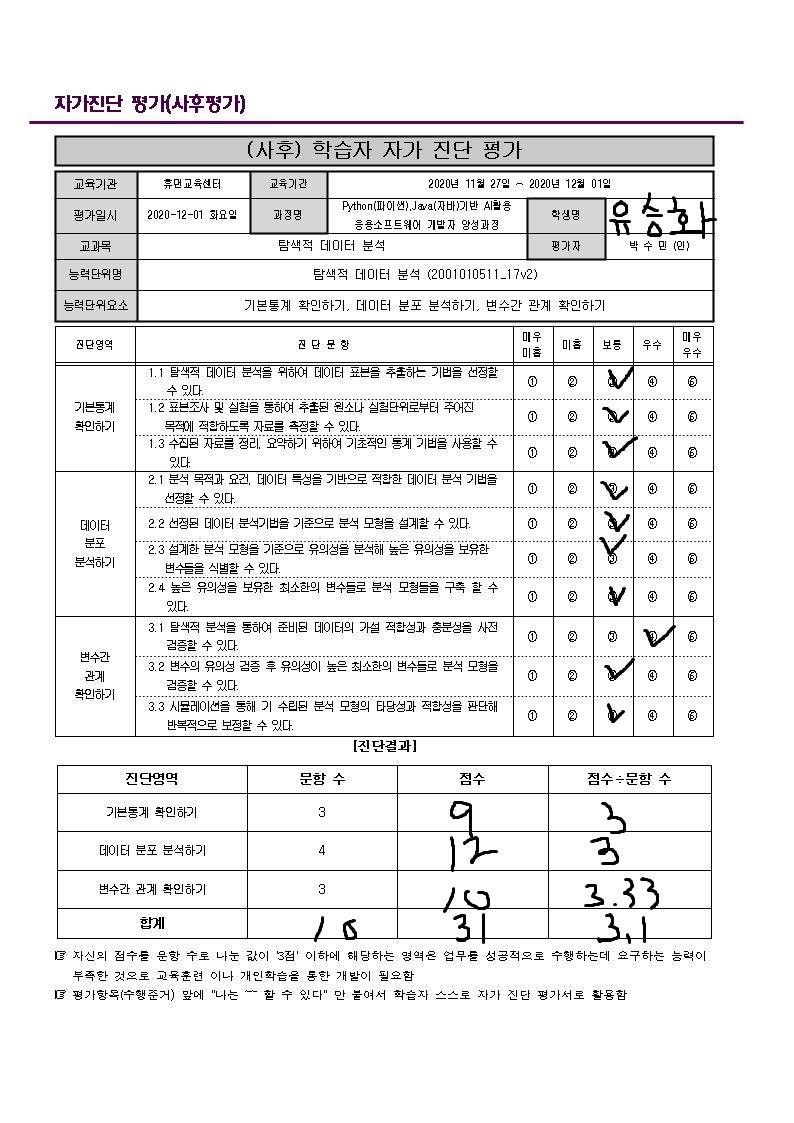 자가진단 평가(사후평가)
(사후) 학습자 자가 진단 평가
교육기관 휴먼교육센터 교육기관 2020년 11월 27일 ~ 2020년 12월 01일
평가일시 2020-12-01 화요일 과정명 Python(파이썬),Java(자바)기반 AI활용 응용소프트웨어 개발자 양성과정 학생명 유승화
교과목 탐색적 데이터 분석 평가자 박 수 민 (인)
능력단위명 탐색적 데이터 분석 (2001010511_17v2)
능력단위요소 기본통계 확인하기, 데이터 분포 분석하기, 변수간 관계 확인하기
진단영역 진 단 문 항 매우 미흡 미흡 보통 우수 매우 우수
기본통계 확인하기
1.1 탐색적 데이터 분석을 위하여 데이터 표본을 추출하는 기법을 선정할
수 있다. ① ② ③ ④ ⑤
1.2 표본조사 및 실험을 통하여 추출된 원소나 실험단위로부터 주어진
목적에 적합하도록 자료를 측정할 수 있다. ① ② ③ ④ ⑤
1.3 수집된 자료를 정리, 요약하기 위하여 기초적인 통계 기법을 사용할 수
있다. ① ② ③ ④ ⑤
데이터 분포 분석하기
2.1 분석 목적과 요건, 데이터 특성을 기반으로 적합한 데이터 분석 기법을
선정할 수 있다. ① ② ③ ④ ⑤
2.2 선정된 데이터 분석기법을 기준으로 분석 모형을 설계할 수 있다. ① ② ③ ④ ⑤
2.3 설계한 분석 모형을 기준으로 유의성을 분석해 높은 유의성을 보유한
변수들을 식별할 수 있다. ① ② ③ ④ ⑤
2.4 높은 유의성을 보유한 최소한의 변수들로 분석 모형들을 구축 할 수
있다. ① ② ③ ④ ⑤
변수간 관계 확인하기
3.1 탐색적 분석을 통하여 준비된 데이터의 가설 적합성과 충분성을 사전
검증할 수 있다. ① ② ③ ④ ⑤
3.2 변수의 유의성 검증 후 유의성이 높은 최소한의 변수들로 분석 모형을
검증할 수 있다. ① ② ③ ④ ⑤
3.3 시뮬레이션을 통해 기 수립된 분석 모형의 타당성과 적합성을 판단해
반복적으로 보정할 수 있다. ① ② ③ ④ ⑤
[진단결과]
진단영역 문항 수 점수 점수÷문항 수
기본통계 확인하기 3 9 3
데이터 분포 분석하기 4 12 3
변수간 관계 확인하기 3 10 3.33
합계 10 31 3.1
☞ 자신의 점수를 문항 수로 나눈 값이 '3점' 이하에 해당하는 영역은 업무를 성공적으로 수행하는데 요구하는 능력이
부족한 것으로 교육훈련 이나 개인학습을 통한 개발이 필요함
☞ 평가항목(수행준거) 앞에 "나는 ~~ 할 수 있다" 만 붙여서 학습자 스스로 자가 진단 평가서로 활용함